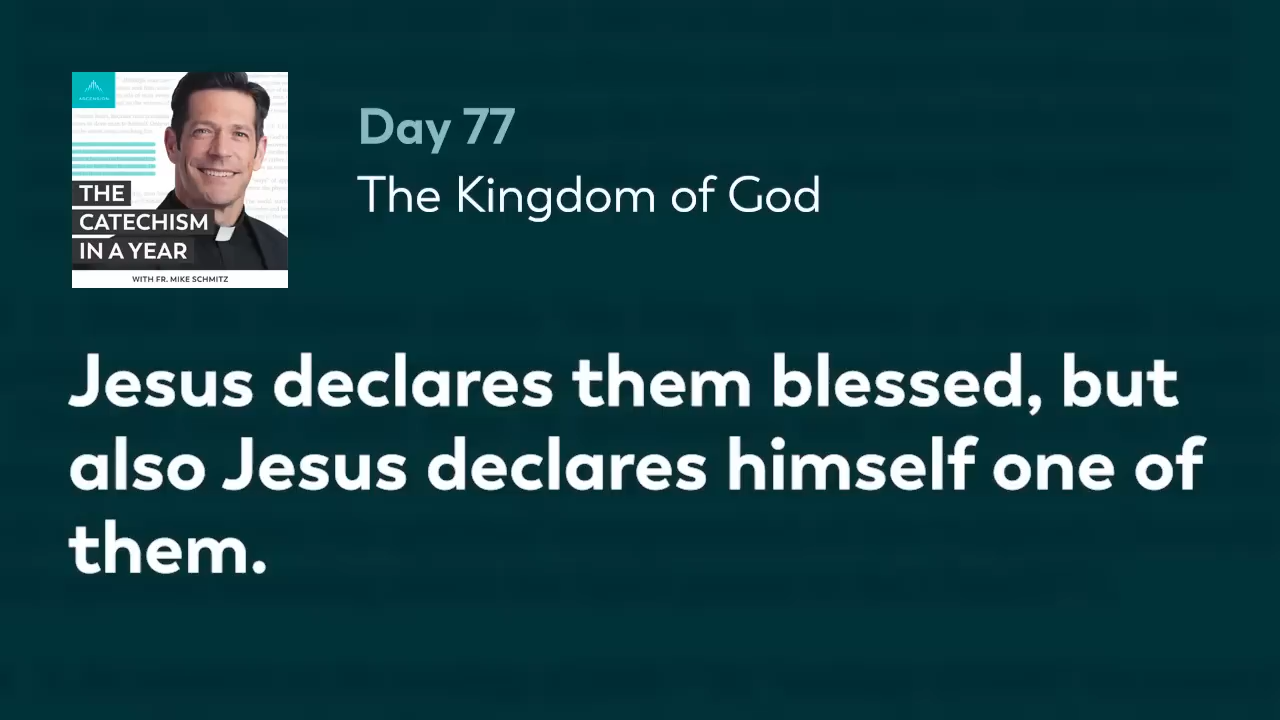 ASCENSION
THE
CATECHISM
IN A YEAR
WITH FR. MIKE SCHMITZ
Day 77
The Kingdom of God
Jesus declares them blessed, but
also Jesus declares himself one of
them.